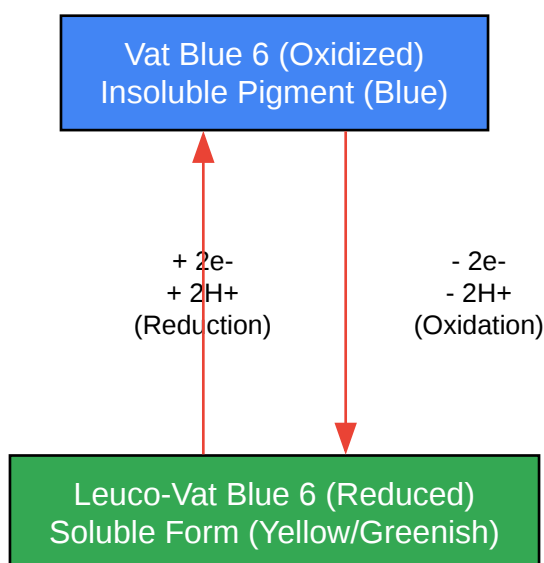 Vat Blue 6 (Oxidized)
Insoluble Pigment (Blue)
+ 2e-
+ 2H+
(Reduction)
- 2e-
- 2H+
(Oxidation)
Leuco-Vat Blue 6 (Reduced)
Soluble Form (Yellow/Greenish)